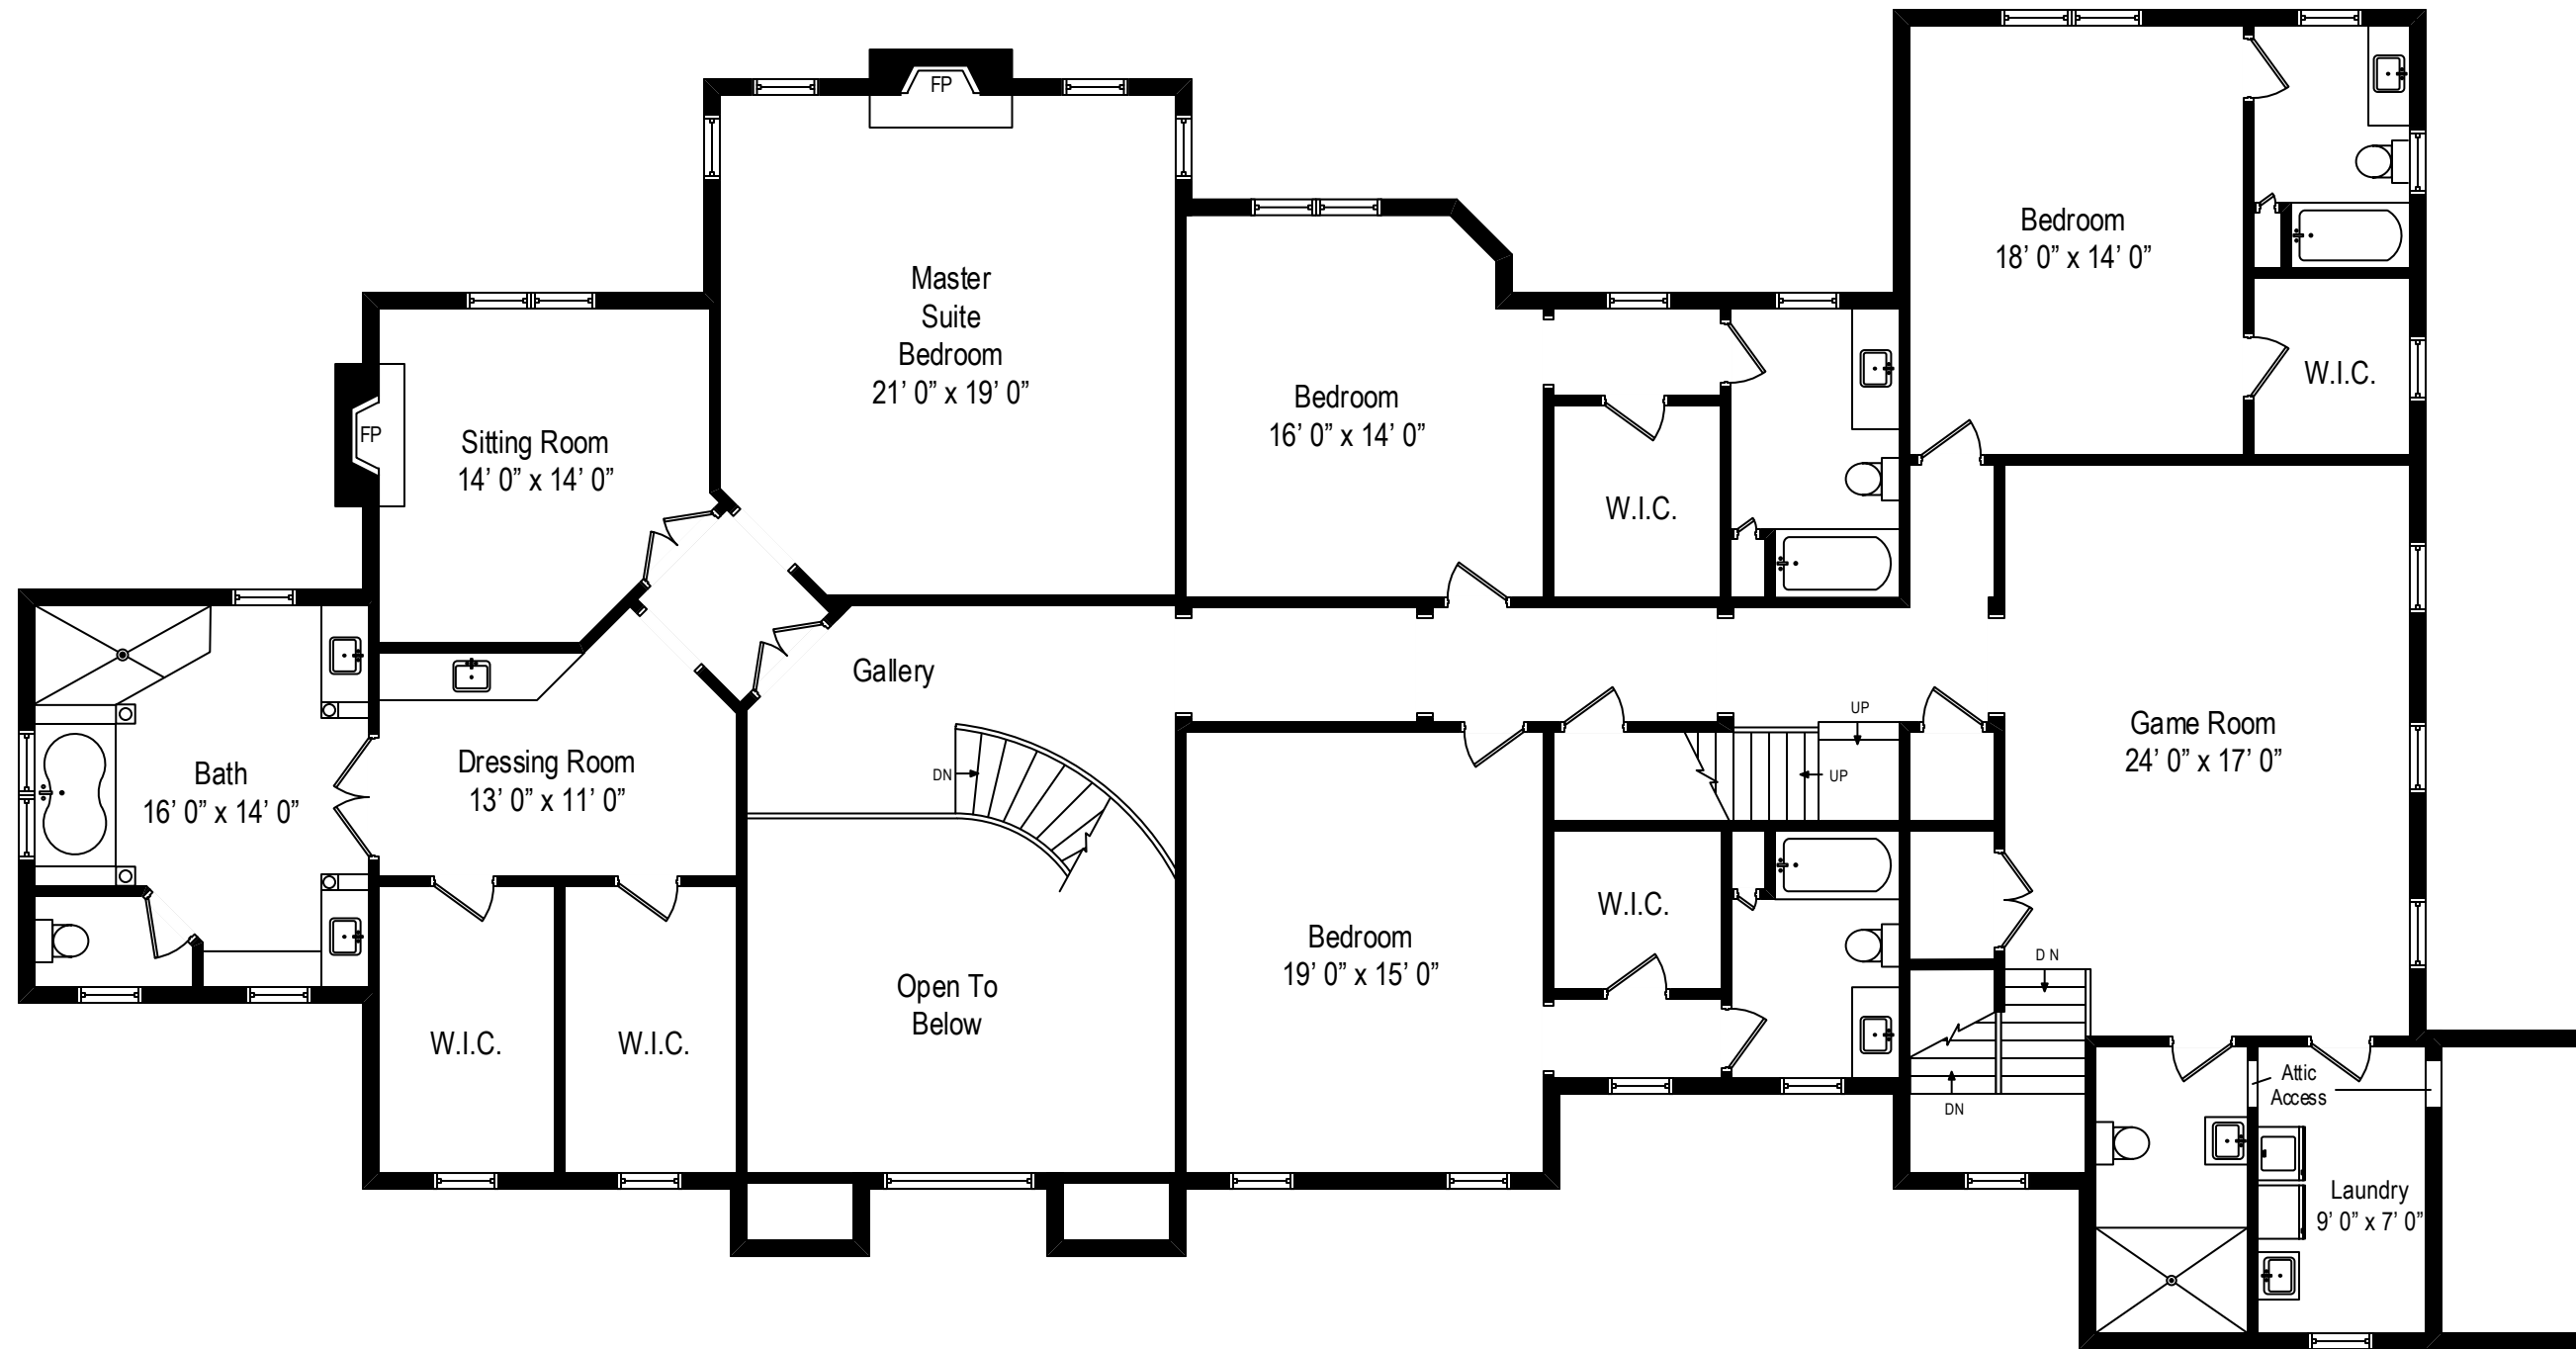 FP
Master
Suite
Bedroom
21’ 0” x 19’ 0”
Bedroom
18’ 0” x 14’ 0”
W.I.C.
Bedroom
16’ 0” x 14’ 0”
W.I.C.
FP
Sitting Room
14’ 0” x 14’ 0”
Gallery
Bath
16’ 0” x 14’ 0”
Dressing Room
13’ 0” x 11’ 0”
DN
UP
UP
Game Room
24’ 0” x 17’ 0”
W.I.C.
Bedroom
19’ 0” x 15’ 0”
Open To
Below
W.I.C.
W.I.C.
D N
DN
Attic
Access
Laundry
9’ 0” x 7’ 0”